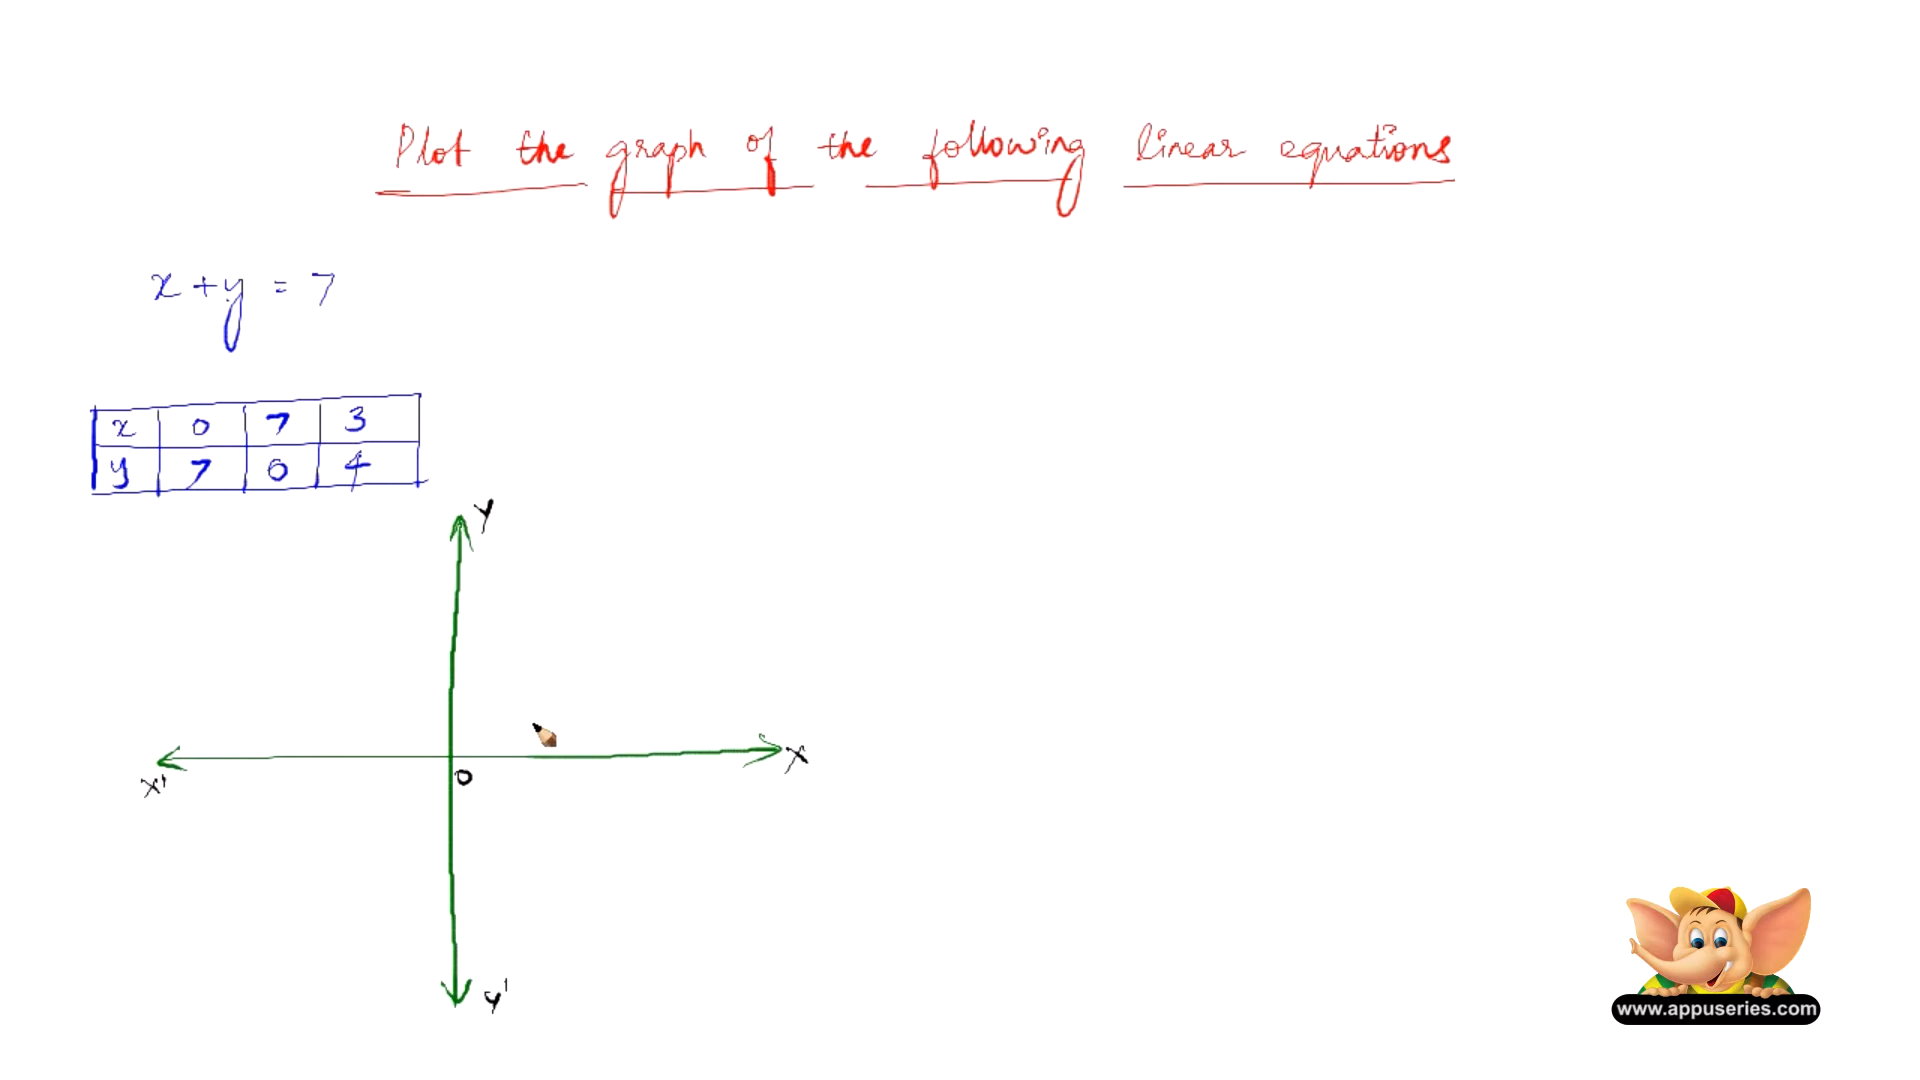 Plot the graph of the following linear equations
x + y = 7
x 0 7 3
y 7 0 4
Y
X' O X
Y'
www.appuseries.com